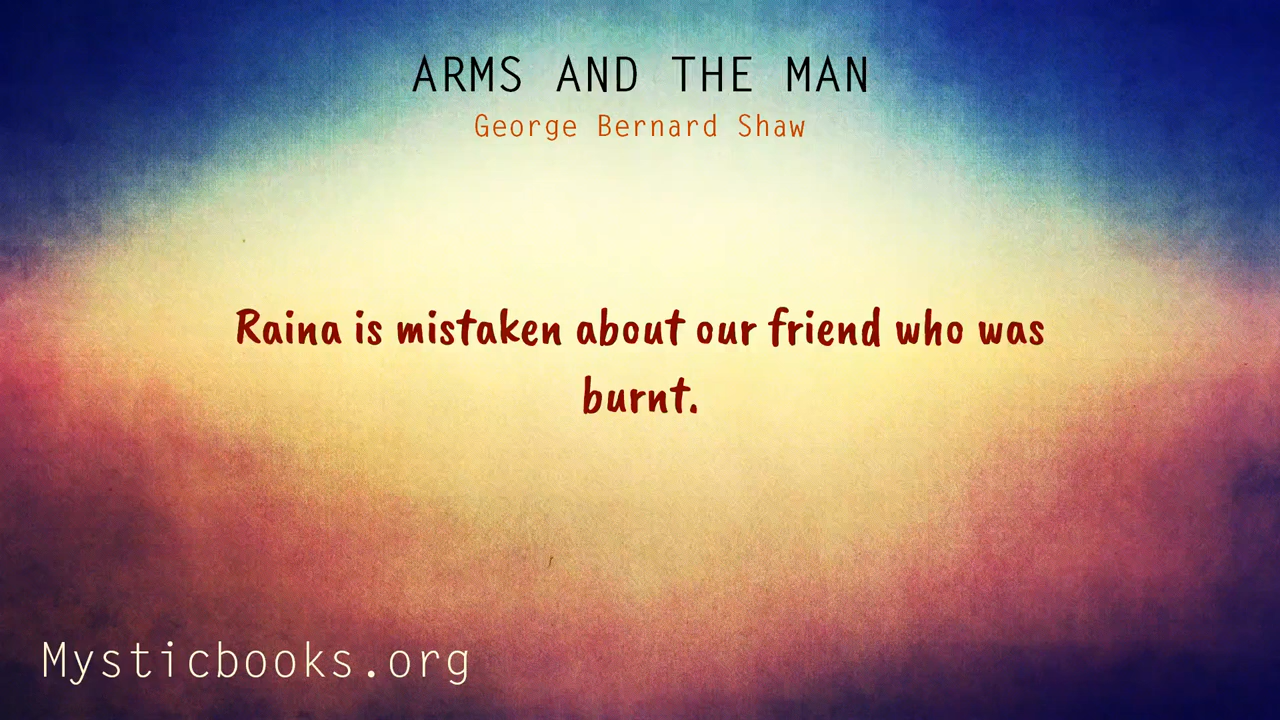 ARMS AND THE MAN
George Bernard Shaw
Raina is mistaken about our friend who was
burnt.
Mysticbooks.org